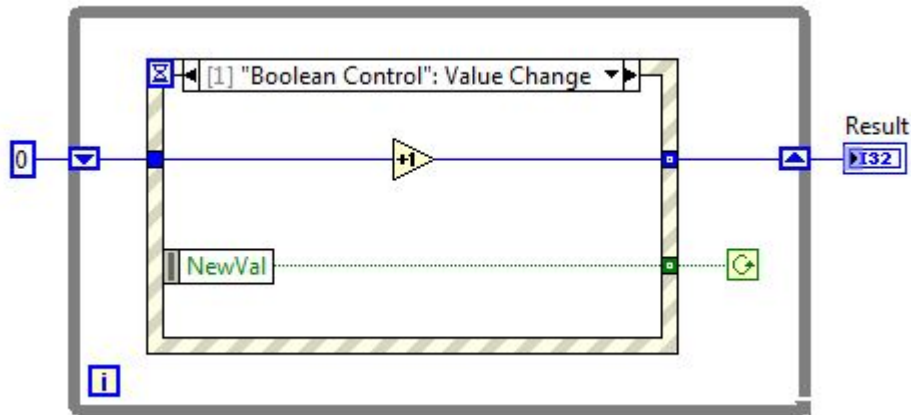 [1] "Boolean Control": Value Change
0
+1
Result
I32
NewVal
i